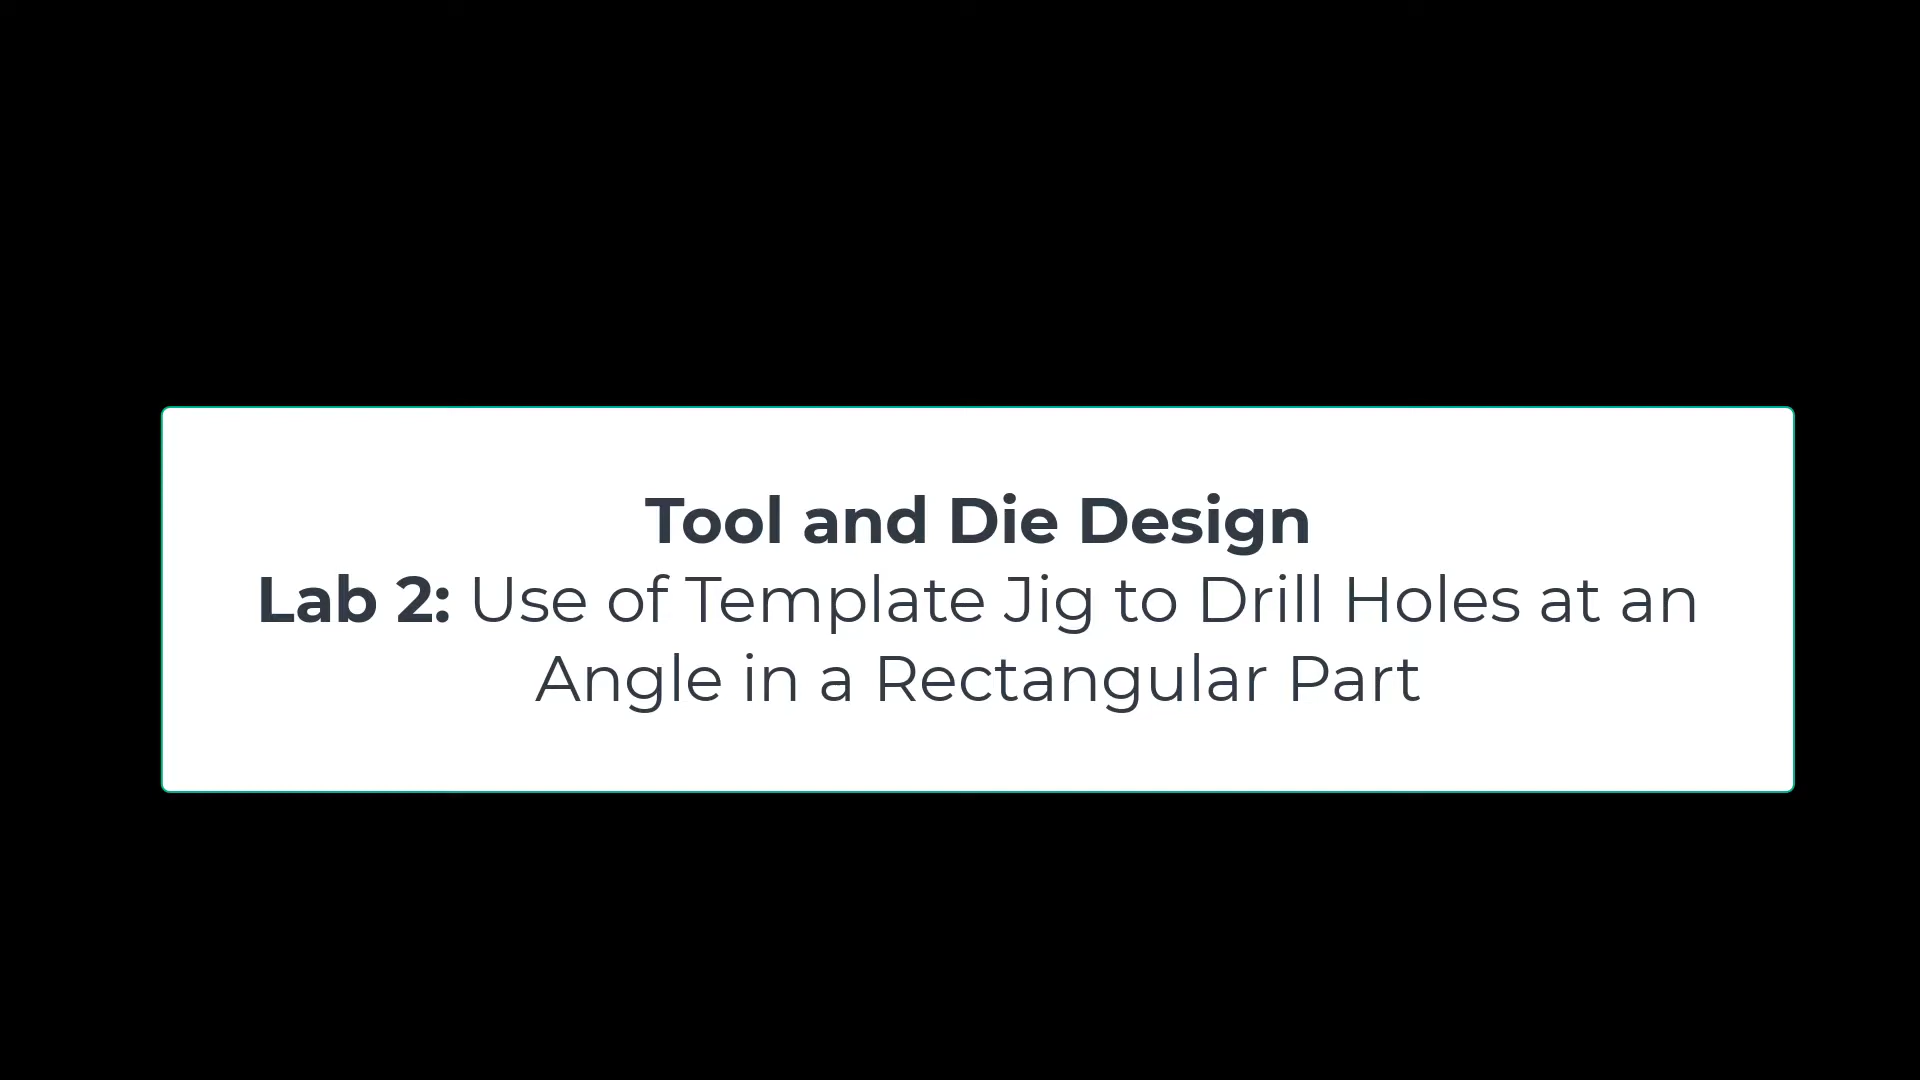 Tool and Die Design
Lab 2: Use of Template Jig to Drill Holes at an
Angle in a Rectangular Part